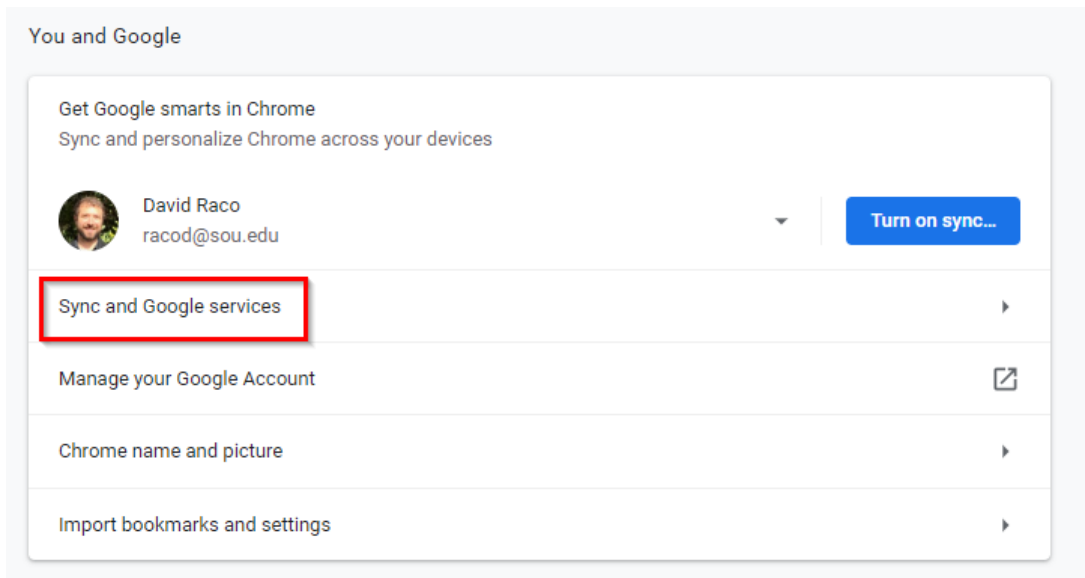 You and Google
Get Google smarts in Chrome
Sync and personalize Chrome across your devices
David Raco
racod@sou.edu
Turn on sync...
Sync and Google services
Manage your Google Account
Chrome name and picture
Import bookmarks and settings